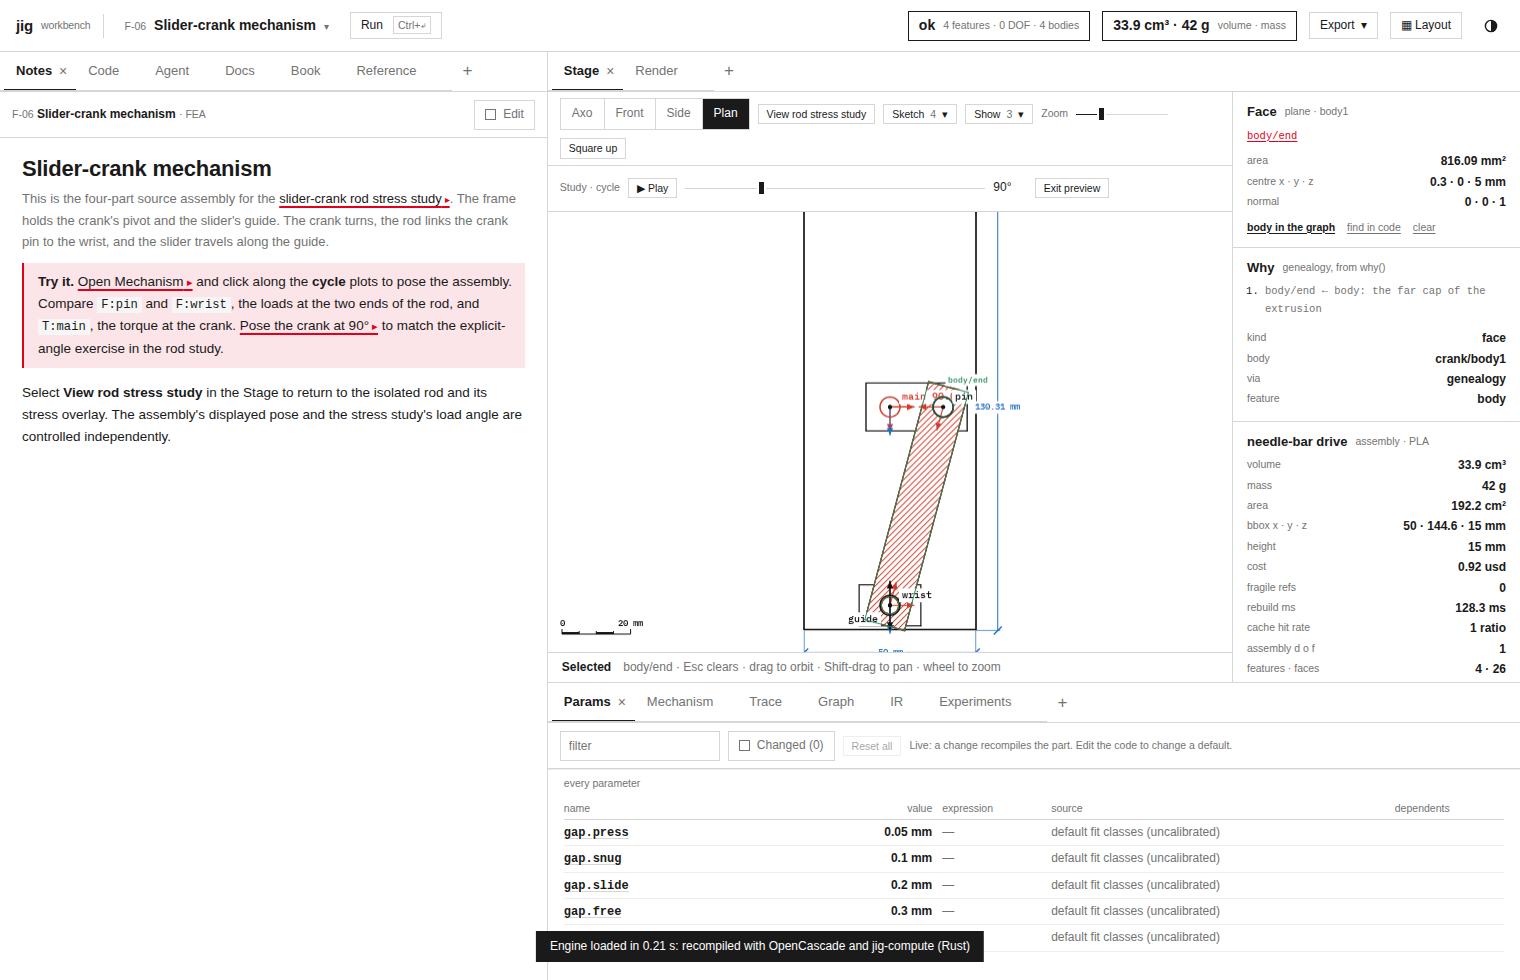 jig workbench F-06 Slider-crank mechanism ▾ Run Ctrl+⏎ ok 4 features · 0 DOF · 4 bodies 33.9 cm³ · 42 g volume · mass Export ▾ ▦ Layout
Notes × Code Agent Docs Book Reference + Stage × Render +
F-06 Slider-crank mechanism · FEA Edit
Slider-crank mechanism
This is the four-part source assembly for the slider-crank rod stress study ▸. The frame
holds the crank's pivot and the slider's guide. The crank turns, the rod links the crank
pin to the wrist, and the slider travels along the guide.
Try it. Open Mechanism ▸ and click along the cycle plots to pose the assembly.
Compare F:pin and F:wrist, the loads at the two ends of the rod, and
T:main, the torque at the crank. Pose the crank at 90° ▸ to match the explicit-
angle exercise in the rod study.
Select View rod stress study in the Stage to return to the isolated rod and its
stress overlay. The assembly's displayed pose and the stress study's load angle are
controlled independently.
Axo Front Side Plan View rod stress study Sketch 4 ▾ Show 3 ▾ Zoom
Square up
Study · cycle ▶ Play 90° Exit preview
body/end
main 90 pin
130.31 mm
wrist
guide
0 20 mm
50 mm
Selected body/end · Esc clears · drag to orbit · Shift-drag to pan · wheel to zoom
Face plane · body1
body/end
area 816.09 mm²
centre x · y · z 0.3 · 0 · 5 mm
normal 0 · 0 · 1
body in the graph find in code clear
Why genealogy, from why()
1. body/end ← body: the far cap of the
extrusion
kind face
body crank/body1
via genealogy
feature body
needle-bar drive assembly · PLA
volume 33.9 cm³
mass 42 g
area 192.2 cm²
bbox x · y · z 50 · 144.6 · 15 mm
height 15 mm
cost 0.92 usd
fragile refs 0
rebuild ms 128.3 ms
cache hit rate 1 ratio
assembly d o f 1
features · faces 4 · 26
Params × Mechanism Trace Graph IR Experiments +
filter Changed (0) Reset all Live: a change recompiles the part. Edit the code to change a default.
every parameter
name value expression source dependents
gap.press 0.05 mm — default fit classes (uncalibrated)
gap.snug 0.1 mm — default fit classes (uncalibrated)
gap.slide 0.2 mm — default fit classes (uncalibrated)
gap.free 0.3 mm — default fit classes (uncalibrated)
default fit classes (uncalibrated)
Engine loaded in 0.21 s: recompiled with OpenCascade and jig-compute (Rust)